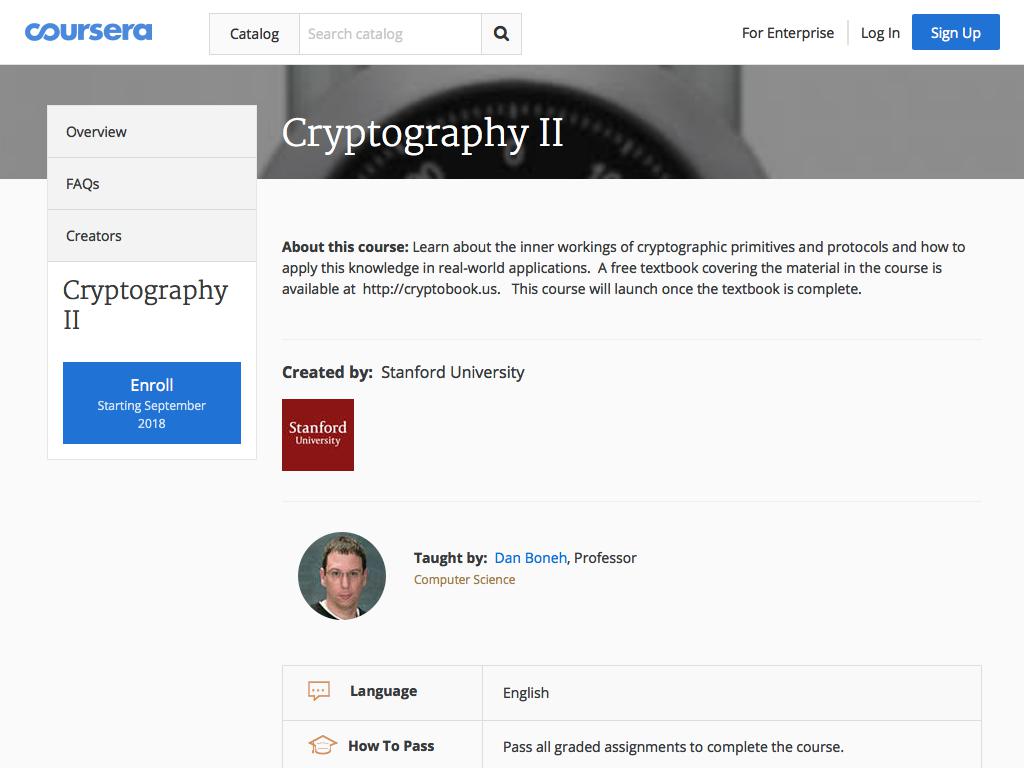 coursera
Catalog
Search catalog
For Enterprise
Log In
Sign Up
Overview
FAQs
Creators
Cryptography
II
Enroll
Starting September
2018
Cryptography II
About this course: Learn about the inner workings of cryptographic primitives and protocols and how to
apply this knowledge in real-world applications.  A free textbook covering the material in the course is
available at  http://cryptobook.us.   This course will launch once the textbook is complete.
Created by:  Stanford University
Stanford
University
Taught by:  Dan Boneh, Professor
Computer Science
Language
English
How To Pass
Pass all graded assignments to complete the course.